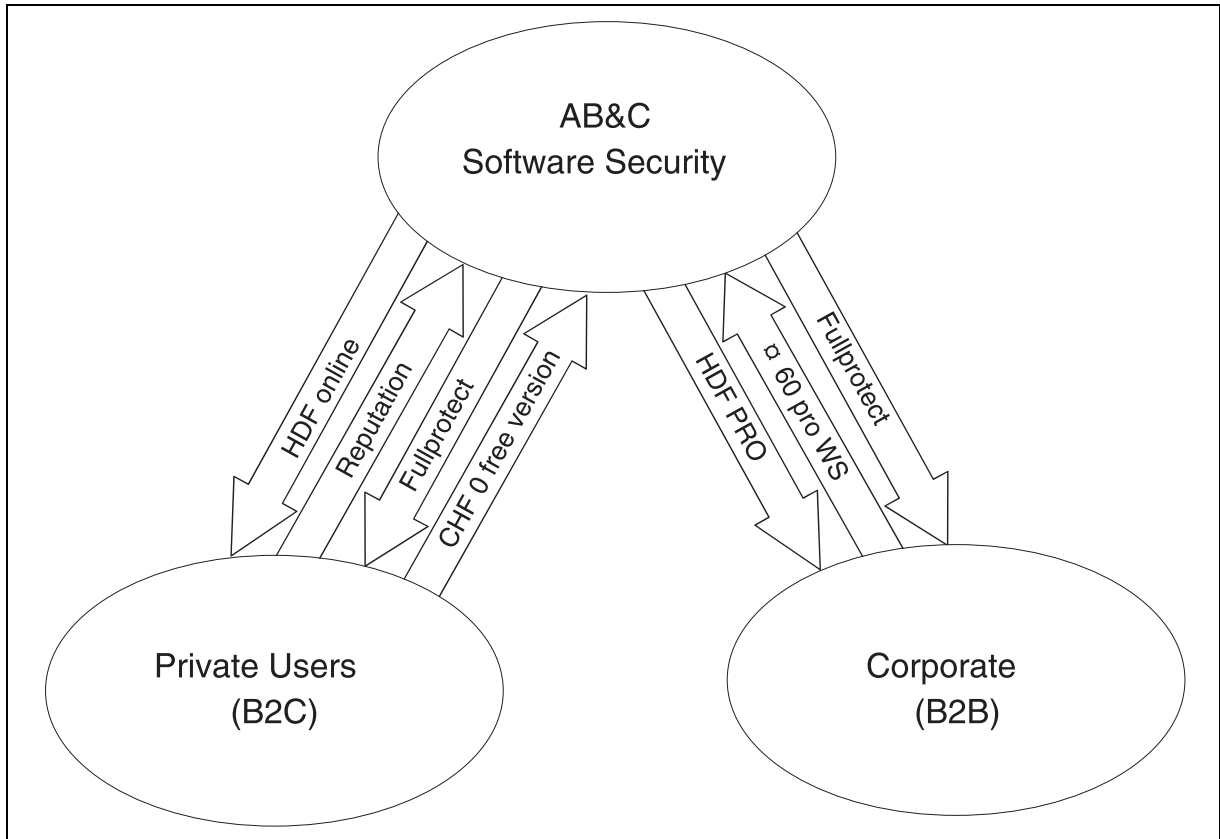 AB&C
Software Security
HDF online
Reputation
Fullprotect
CHF 0 free version
HDF PRO
¤ 60 pro WS
Fullprotect
Private Users
(B2C)
Corporate
(B2B)